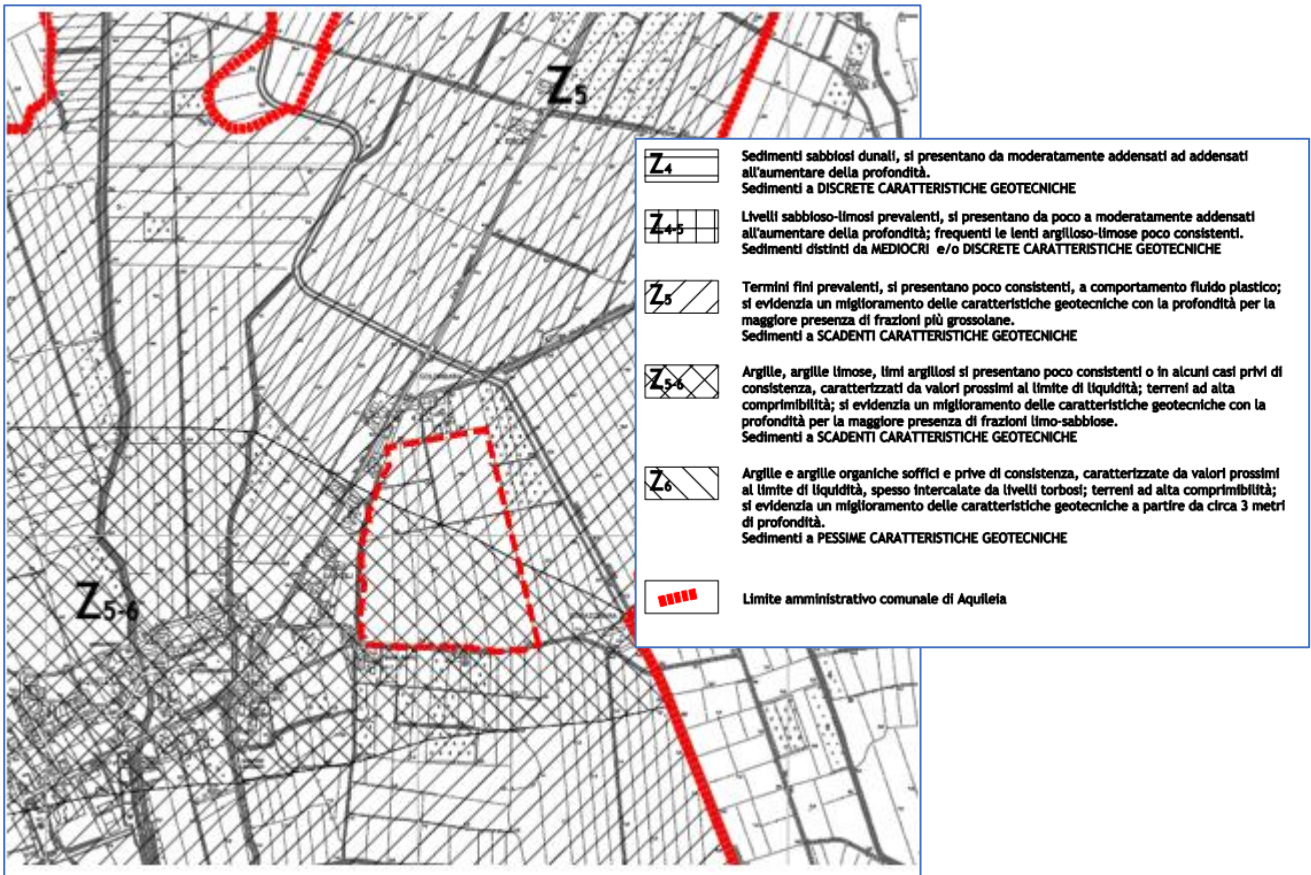 Z5
Z5-6
Z4
Sedimenti sabbiosi dunali, si presentano da moderatamente addensati ad addensati
all'aumentare della profondità.
Sedimenti a DISCRETE CARATTERISTICHE GEOTECNICHE
Z4-5
Livelli sabbioso-limosi prevalenti, si presentano da poco a moderatamente addensati
all'aumentare della profondità; frequenti le lenti argilloso-limose poco consistenti.
Sedimenti distinti da MEDIOCRI e/o DISCRETE CARATTERISTICHE GEOTECNICHE
Z5
Termini fini prevalenti, si presentano poco consistenti, a comportamento fluido plastico;
si evidenzia un miglioramento delle caratteristiche geotecniche con la profondità per la
maggiore presenza di frazioni più grossolane.
Sedimenti a SCADENTI CARATTERISTICHE GEOTECNICHE
Z5-6
Argille, argille limose, limi argillosi si presentano poco consistenti o in alcuni casi privi di
consistenza, caratterizzati da valori prossimi al limite di liquidità; terreni ad alta
comprimibilità; si evidenzia un miglioramento delle caratteristiche geotecniche con la
profondità per la maggiore presenza di frazioni limo-sabbiose.
Sedimenti a SCADENTI CARATTERISTICHE GEOTECNICHE
Z6
Argille e argille organiche soffici e prive di consistenza, caratterizzate da valori prossimi
al limite di liquidità, spesso intercalate da livelli torbosi; terreni ad alta comprimibilità;
si evidenzia un miglioramento delle caratteristiche geotecniche a partire da circa 3 metri
di profondità.
Sedimenti a PESSIME CARATTERISTICHE GEOTECNICHE
Limite amministrativo comunale di Aquileia